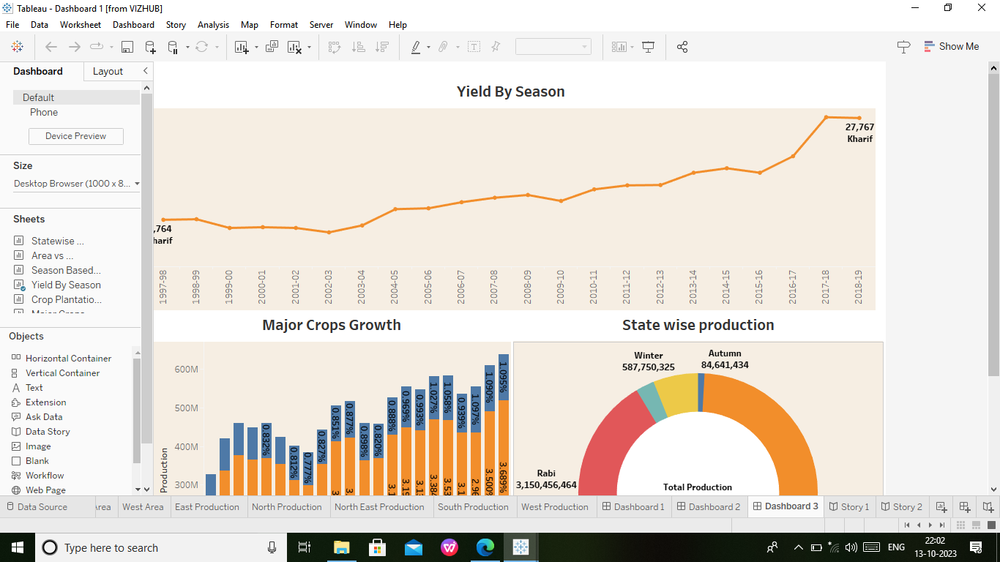 Tableau - Dashboard 1 [from VIZHUB]
File Data Worksheet Dashboard Story Analysis Map Format Server Window Help
Show Me
Dashboard Layout
Default
Phone
Device Preview
Size
Desktop Browser (1000 x 8...
Sheets
Statewise ...
Area vs ...
Season Based...
Yield By Season
Crop Plantatio...
Objects
Horizontal Container
Vertical Container
Text
Extension
Ask Data
Data Story
Image
Blank
Workflow
Web Page
Yield By Season
27,767
Kharif
,764
harif
1997-98 1998-99 1999-00 2000-01 2001-02 2002-03 2003-04 2004-05 2005-06 2006-07 2007-08 2008-09 2009-10 2010-11 2011-12 2012-13 2013-14 2014-15 2015-16 2016-17 2017-18 2018-19
Major Crops Growth
600M
500M
400M
300M
Production
0.832% 0.812% 0.777% 0.827% 0.851% 0.877% 0.898% 0.820% 0.888% 0.969% 0.993% 1.027% 1.058% 0.939% 1.097% 1.090% 1.095%
3. 3. 3.1 3.19 3.13 3.384 3.53 3.1 2.96 3.500% 3.689%
State wise production
Winter
587,750,325
Autumn
84,641,434
Rabi
3,150,456,464
Total Production
Data Source rea West Area East Production North Production North East Production South Production West Production Dashboard 1 Dashboard 2 Dashboard 3 Story 1 Story 2
Type here to search
ENG
22:02
13-10-2023